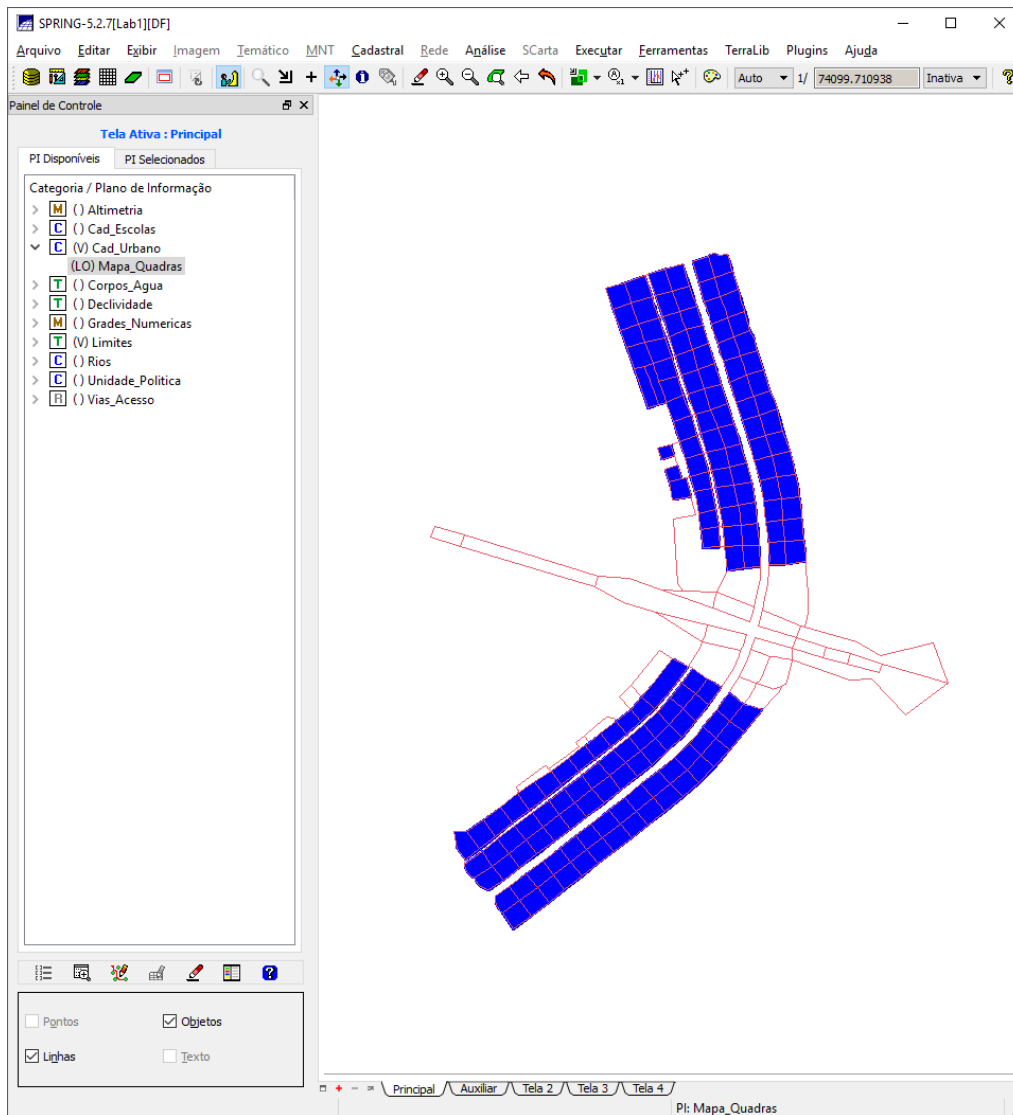 SPRING-5.2.7[Lab1][DF]
Arquivo Editar Exibir Imagem Temático MNT Cadastral Rede Análise SCarta Executar Ferramentas TerraLib Plugins Ajuda
Auto 1/ 74099.710938 Inativa
Painel de Controle
Tela Ativa : Principal
PI Disponíveis PI Selecionados
Categoria / Plano de Informação
M ( ) Altimetria
C ( ) Cad_Escolas
C (V) Cad_Urbano
(LO) Mapa_Quadras
T ( ) Corpos_Agua
T ( ) Declividade
M ( ) Grades_Numericas
T (V) Limites
C ( ) Rios
C ( ) Unidade_Politica
R ( ) Vias_Acesso
Pontos Objetos
Linhas Texto
Principal Auxiliar Tela 2 Tela 3 Tela 4
PI: Mapa_Quadras